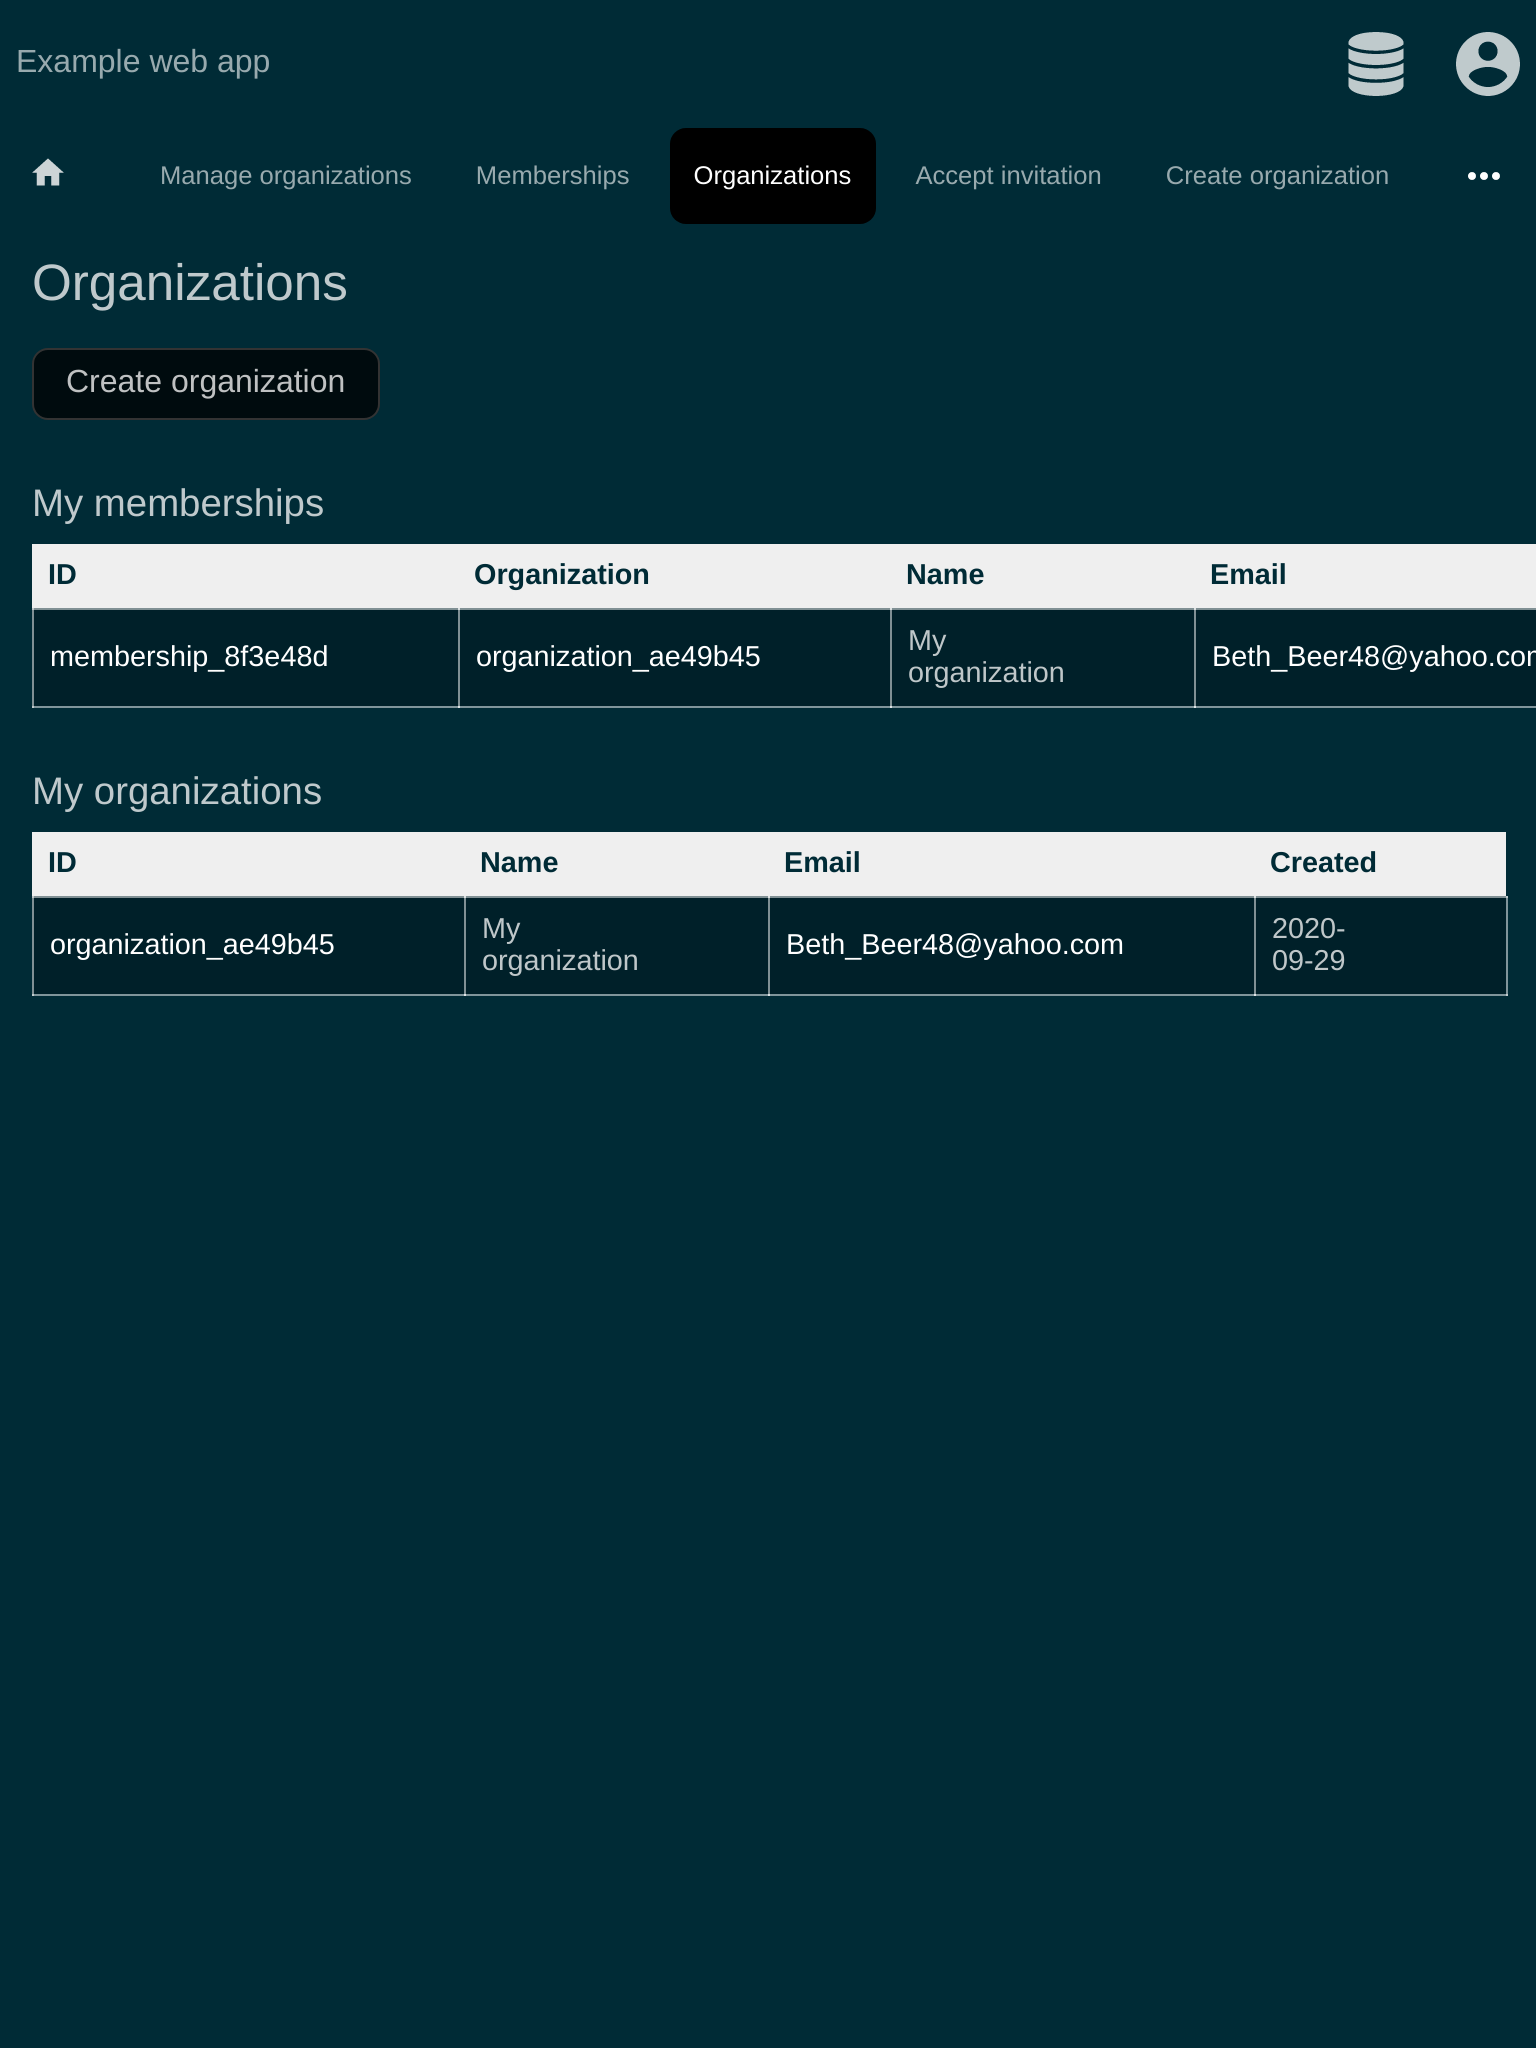 Example web app
Manage organizations Memberships Organizations Accept invitation Create organization
Organizations
Create organization
My memberships
ID Organization Name Email
membership_8f3e48d organization_ae49b45 My organization Beth_Beer48@yahoo.co
My organizations
ID Name Email Created
organization_ae49b45 My organization Beth_Beer48@yahoo.com 2020-09-29